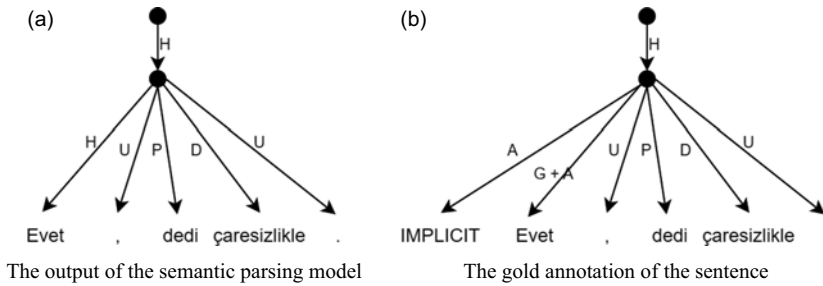 (a)
(b)
H
H
H
U
P
D
U
A
G + A
U
P
D
U
Evet , dedi çaresizlikle .
IMPLICIT Evet , dedi çaresizlikle
The output of the semantic parsing model
The gold annotation of the sentence